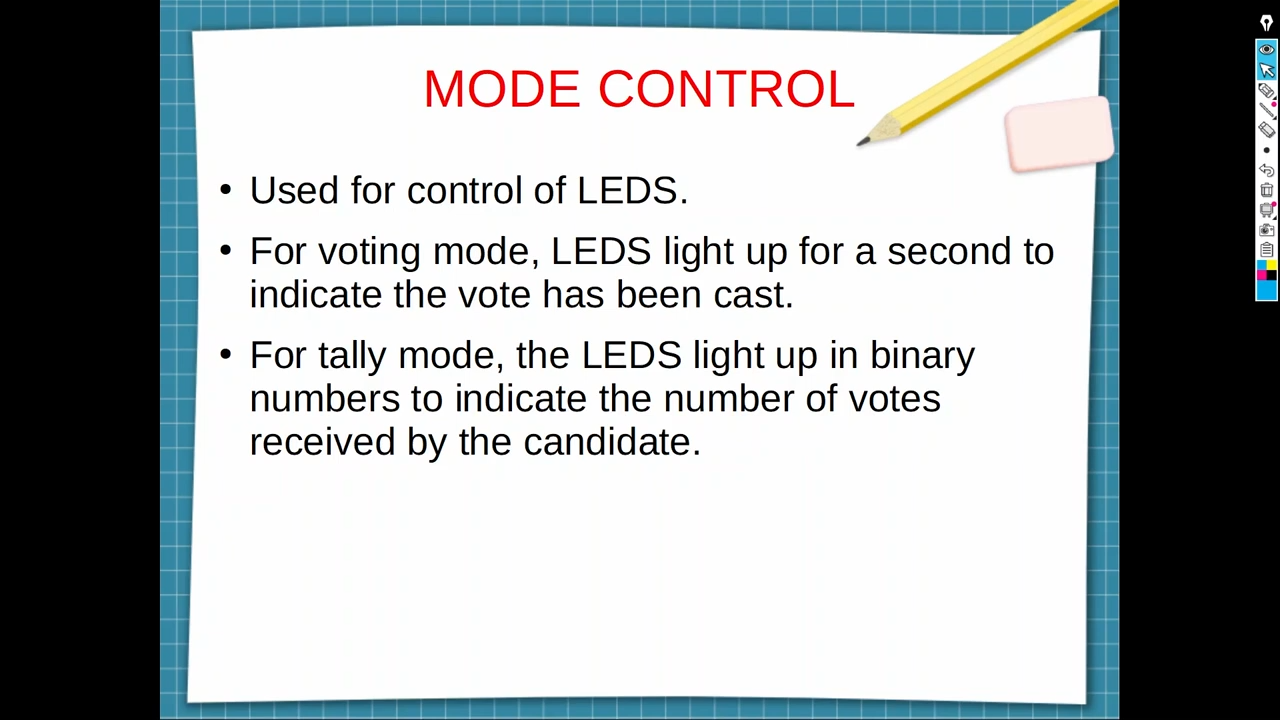 MODE CONTROL
• Used for control of LEDS.
• For voting mode, LEDS light up for a second to
indicate the vote has been cast.
• For tally mode, the LEDS light up in binary
numbers to indicate the number of votes
received by the candidate.